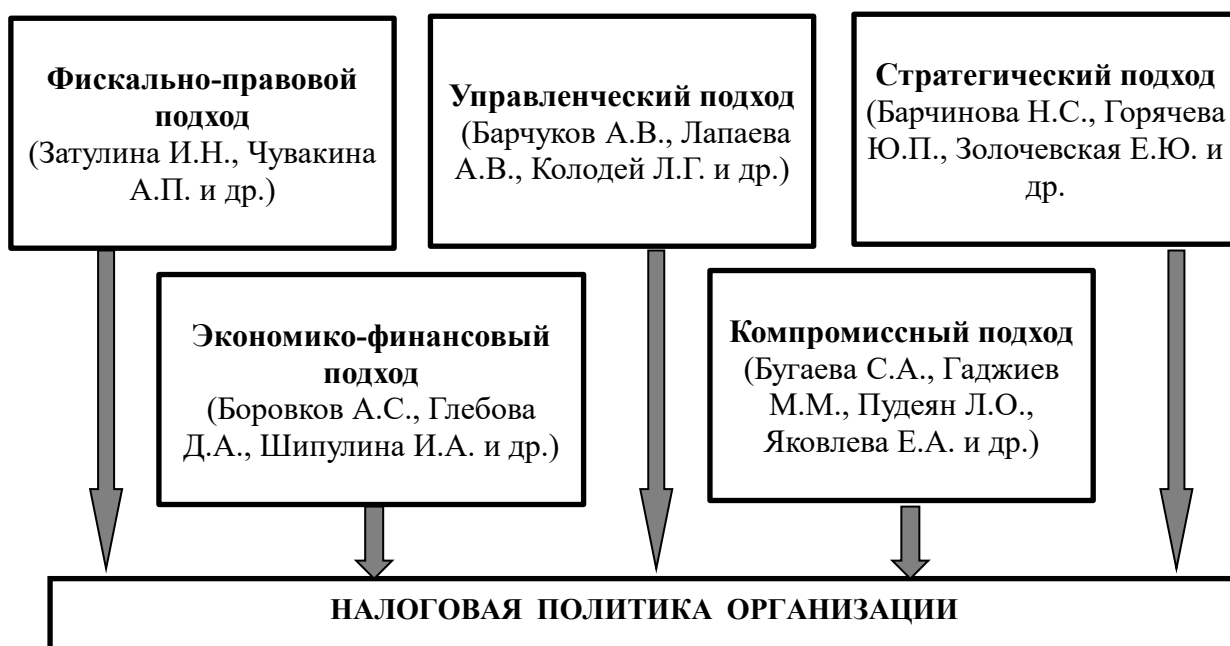 Фискально-правовой
подход
(Затулина И.Н., Чувакина
А.П. и др.)
Управленческий подход
(Барчуков А.В., Лапаева
А.В., Колодей Л.Г. и др.)
Стратегический подход
(Барчинова Н.С., Горячева
Ю.П., Золочевская Е.Ю. и
др.
Экономико-финансовый
подход
(Боровков А.С., Глебова
Д.А., Шипулина И.А. и др.)
Компромиссный подход
(Бугаева С.А., Гаджиев
М.М., Пудеян Л.О.,
Яковлева Е.А. и др.)
НАЛОГОВАЯ ПОЛИТИКА ОРГАНИЗАЦИИ